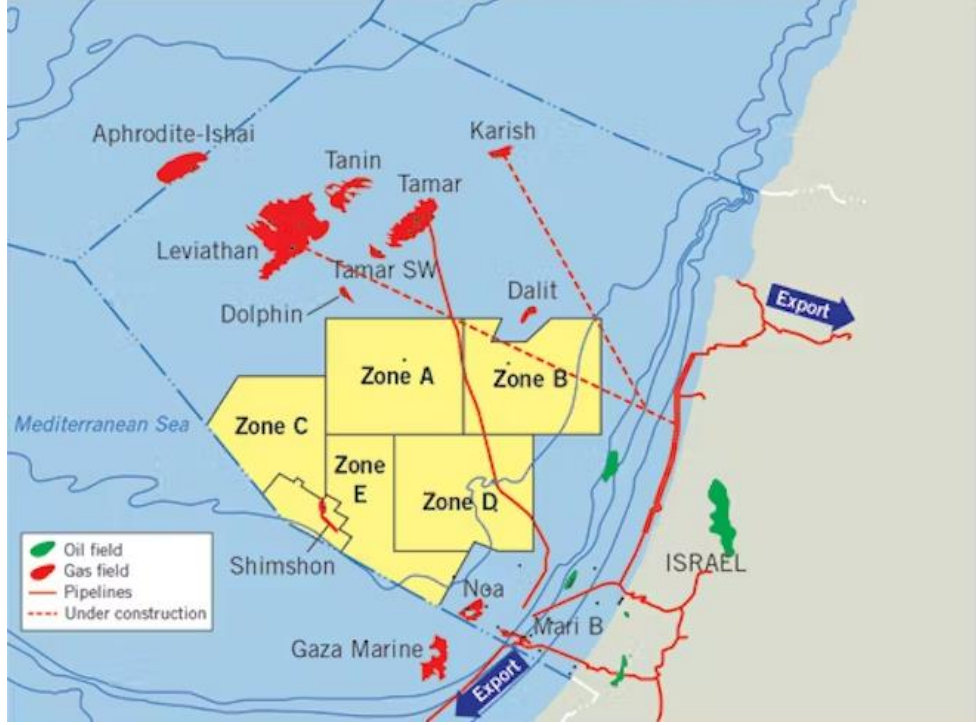 Aphrodite-Ishai
Karish
Tanin
Tamar
Leviathan
Tamar SW
Dolphin
Dalit
Export
Zone A
Zone B
Mediterranean Sea
Zone C
Zone
E
Zone D
Shimshon
ISRAEL
Oil field
Gas field
Pipelines
Under construction
Noa
Mari B
Gaza Marine
Export